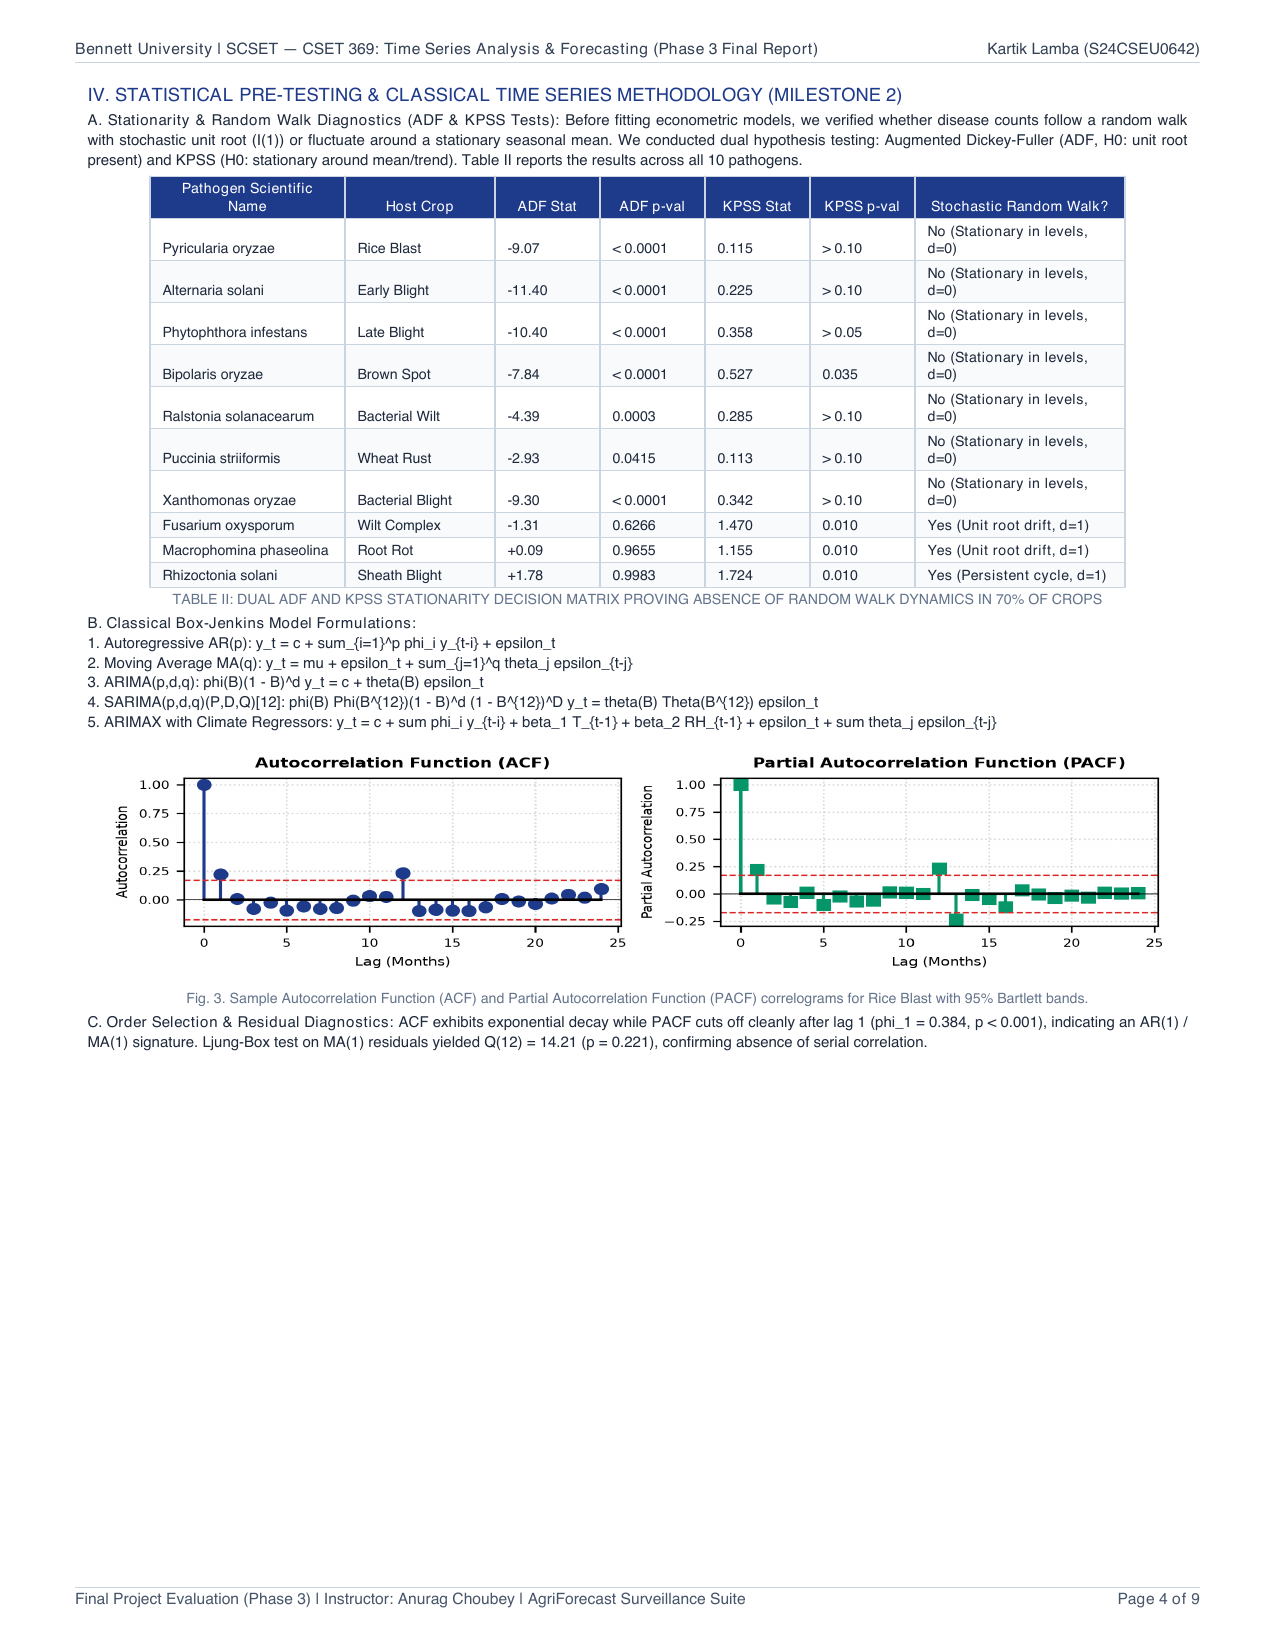 Bennett University | SCSET — CSET 369: Time Series Analysis & Forecasting (Phase 3 Final Report) Kartik Lamba (S24CSEU0642)
IV. STATISTICAL PRE-TESTING & CLASSICAL TIME SERIES METHODOLOGY (MILESTONE 2)
A. Stationarity & Random Walk Diagnostics (ADF & KPSS Tests): Before fitting econometric models, we verified whether disease counts follow a random walk
with stochastic unit root (I(1)) or fluctuate around a stationary seasonal mean. We conducted dual hypothesis testing: Augmented Dickey-Fuller (ADF, H0: unit root
present) and KPSS (H0: stationary around mean/trend). Table II reports the results across all 10 pathogens.
Pathogen Scientific Name Host Crop ADF Stat ADF p-val KPSS Stat KPSS p-val Stochastic Random Walk?
Pyricularia oryzae Rice Blast -9.07 < 0.0001 0.115 > 0.10 No (Stationary in levels, d=0)
Alternaria solani Early Blight -11.40 < 0.0001 0.225 > 0.10 No (Stationary in levels, d=0)
Phytophthora infestans Late Blight -10.40 < 0.0001 0.358 > 0.05 No (Stationary in levels, d=0)
Bipolaris oryzae Brown Spot -7.84 < 0.0001 0.527 0.035 No (Stationary in levels, d=0)
Ralstonia solanacearum Bacterial Wilt -4.39 0.0003 0.285 > 0.10 No (Stationary in levels, d=0)
Puccinia striiformis Wheat Rust -2.93 0.0415 0.113 > 0.10 No (Stationary in levels, d=0)
Xanthomonas oryzae Bacterial Blight -9.30 < 0.0001 0.342 > 0.10 No (Stationary in levels, d=0)
Fusarium oxysporum Wilt Complex -1.31 0.6266 1.470 0.010 Yes (Unit root drift, d=1)
Macrophomina phaseolina Root Rot +0.09 0.9655 1.155 0.010 Yes (Unit root drift, d=1)
Rhizoctonia solani Sheath Blight +1.78 0.9983 1.724 0.010 Yes (Persistent cycle, d=1)
TABLE II: DUAL ADF AND KPSS STATIONARITY DECISION MATRIX PROVING ABSENCE OF RANDOM WALK DYNAMICS IN 70% OF CROPS
B. Classical Box-Jenkins Model Formulations:
1. Autoregressive AR(p): y_t = c + sum_{i=1}^p phi_i y_{t-i} + epsilon_t
2. Moving Average MA(q): y_t = mu + epsilon_t + sum_{j=1}^q theta_j epsilon_{t-j}
3. ARIMA(p,d,q): phi(B)(1 - B)^d y_t = c + theta(B) epsilon_t
4. SARIMA(p,d,q)(P,D,Q)[12]: phi(B) Phi(B^{12})(1 - B)^d (1 - B^{12})^D y_t = theta(B) Theta(B^{12}) epsilon_t
5. ARIMAX with Climate Regressors: y_t = c + sum phi_i y_{t-i} + beta_1 T_{t-1} + beta_2 RH_{t-1} + epsilon_t + sum theta_j epsilon_{t-j}
Autocorrelation Function (ACF)
Autocorrelation
1.00
0.75
0.50
0.25
0.00
0 5 10 15 20 25
Lag (Months)
Partial Autocorrelation Function (PACF)
Partial Autocorrelation
1.00
0.75
0.50
0.25
0.00
−0.25
0 5 10 15 20 25
Lag (Months)
Fig. 3. Sample Autocorrelation Function (ACF) and Partial Autocorrelation Function (PACF) correlograms for Rice Blast with 95% Bartlett bands.
C. Order Selection & Residual Diagnostics: ACF exhibits exponential decay while PACF cuts off cleanly after lag 1 (phi_1 = 0.384, p < 0.001), indicating an AR(1) /
MA(1) signature. Ljung-Box test on MA(1) residuals yielded Q(12) = 14.21 (p = 0.221), confirming absence of serial correlation.
Final Project Evaluation (Phase 3) | Instructor: Anurag Choubey | AgriForecast Surveillance Suite Page 4 of 9